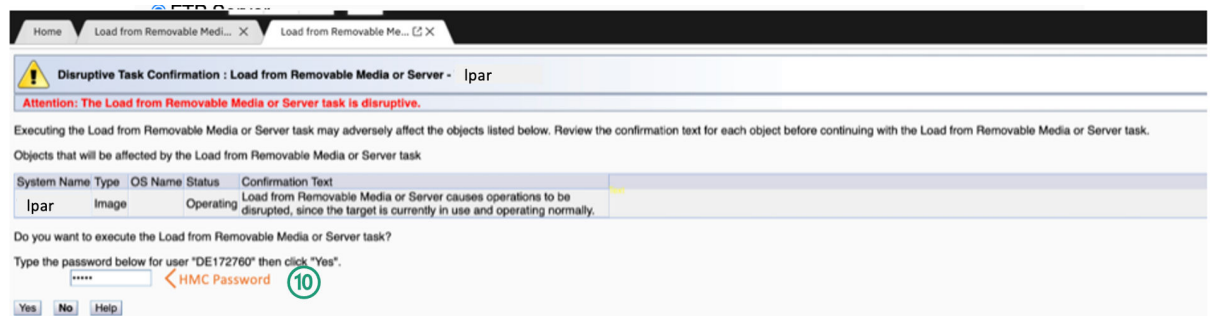 Home Load from Removable Medi... X Load from Removable Me... X
Disruptive Task Confirmation : Load from Removable Media or Server - lpar
Attention: The Load from Removable Media or Server task is disruptive.
Executing the Load from Removable Media or Server task may adversely affect the objects listed below. Review the confirmation text for each object before continuing with the Load from Removable Media or Server task.
Objects that will be affected by the Load from Removable Media or Server task
System Name Type OS Name Status Confirmation Text
lpar Image Operating Load from Removable Media or Server causes operations to be
disrupted, since the target is currently in use and operating normally.
Do you want to execute the Load from Removable Media or Server task?
Type the password below for user "DE172760" then click "Yes".
••••• HMC Password 10
Yes No Help